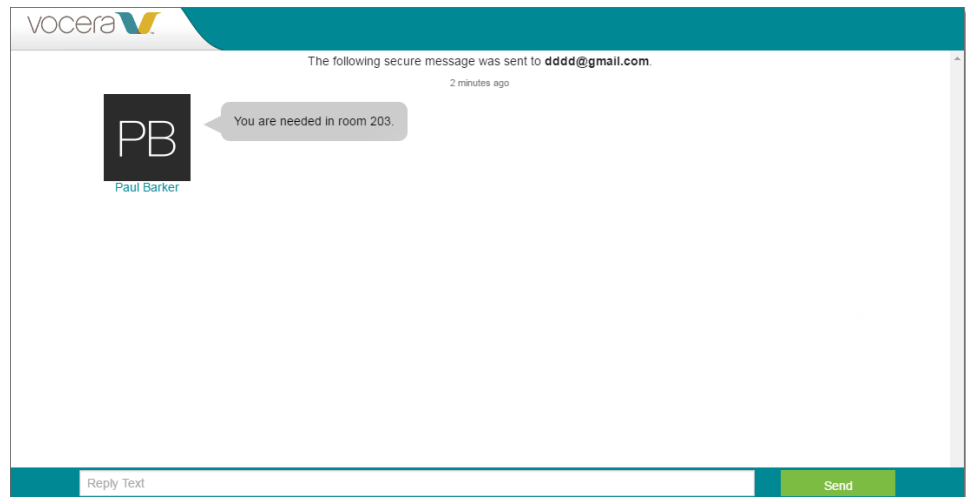 vocera
The following secure message was sent to dddd@gmail.com.
2 minutes ago
PB
You are needed in room 203.
Paul Barker
Reply Text
Send